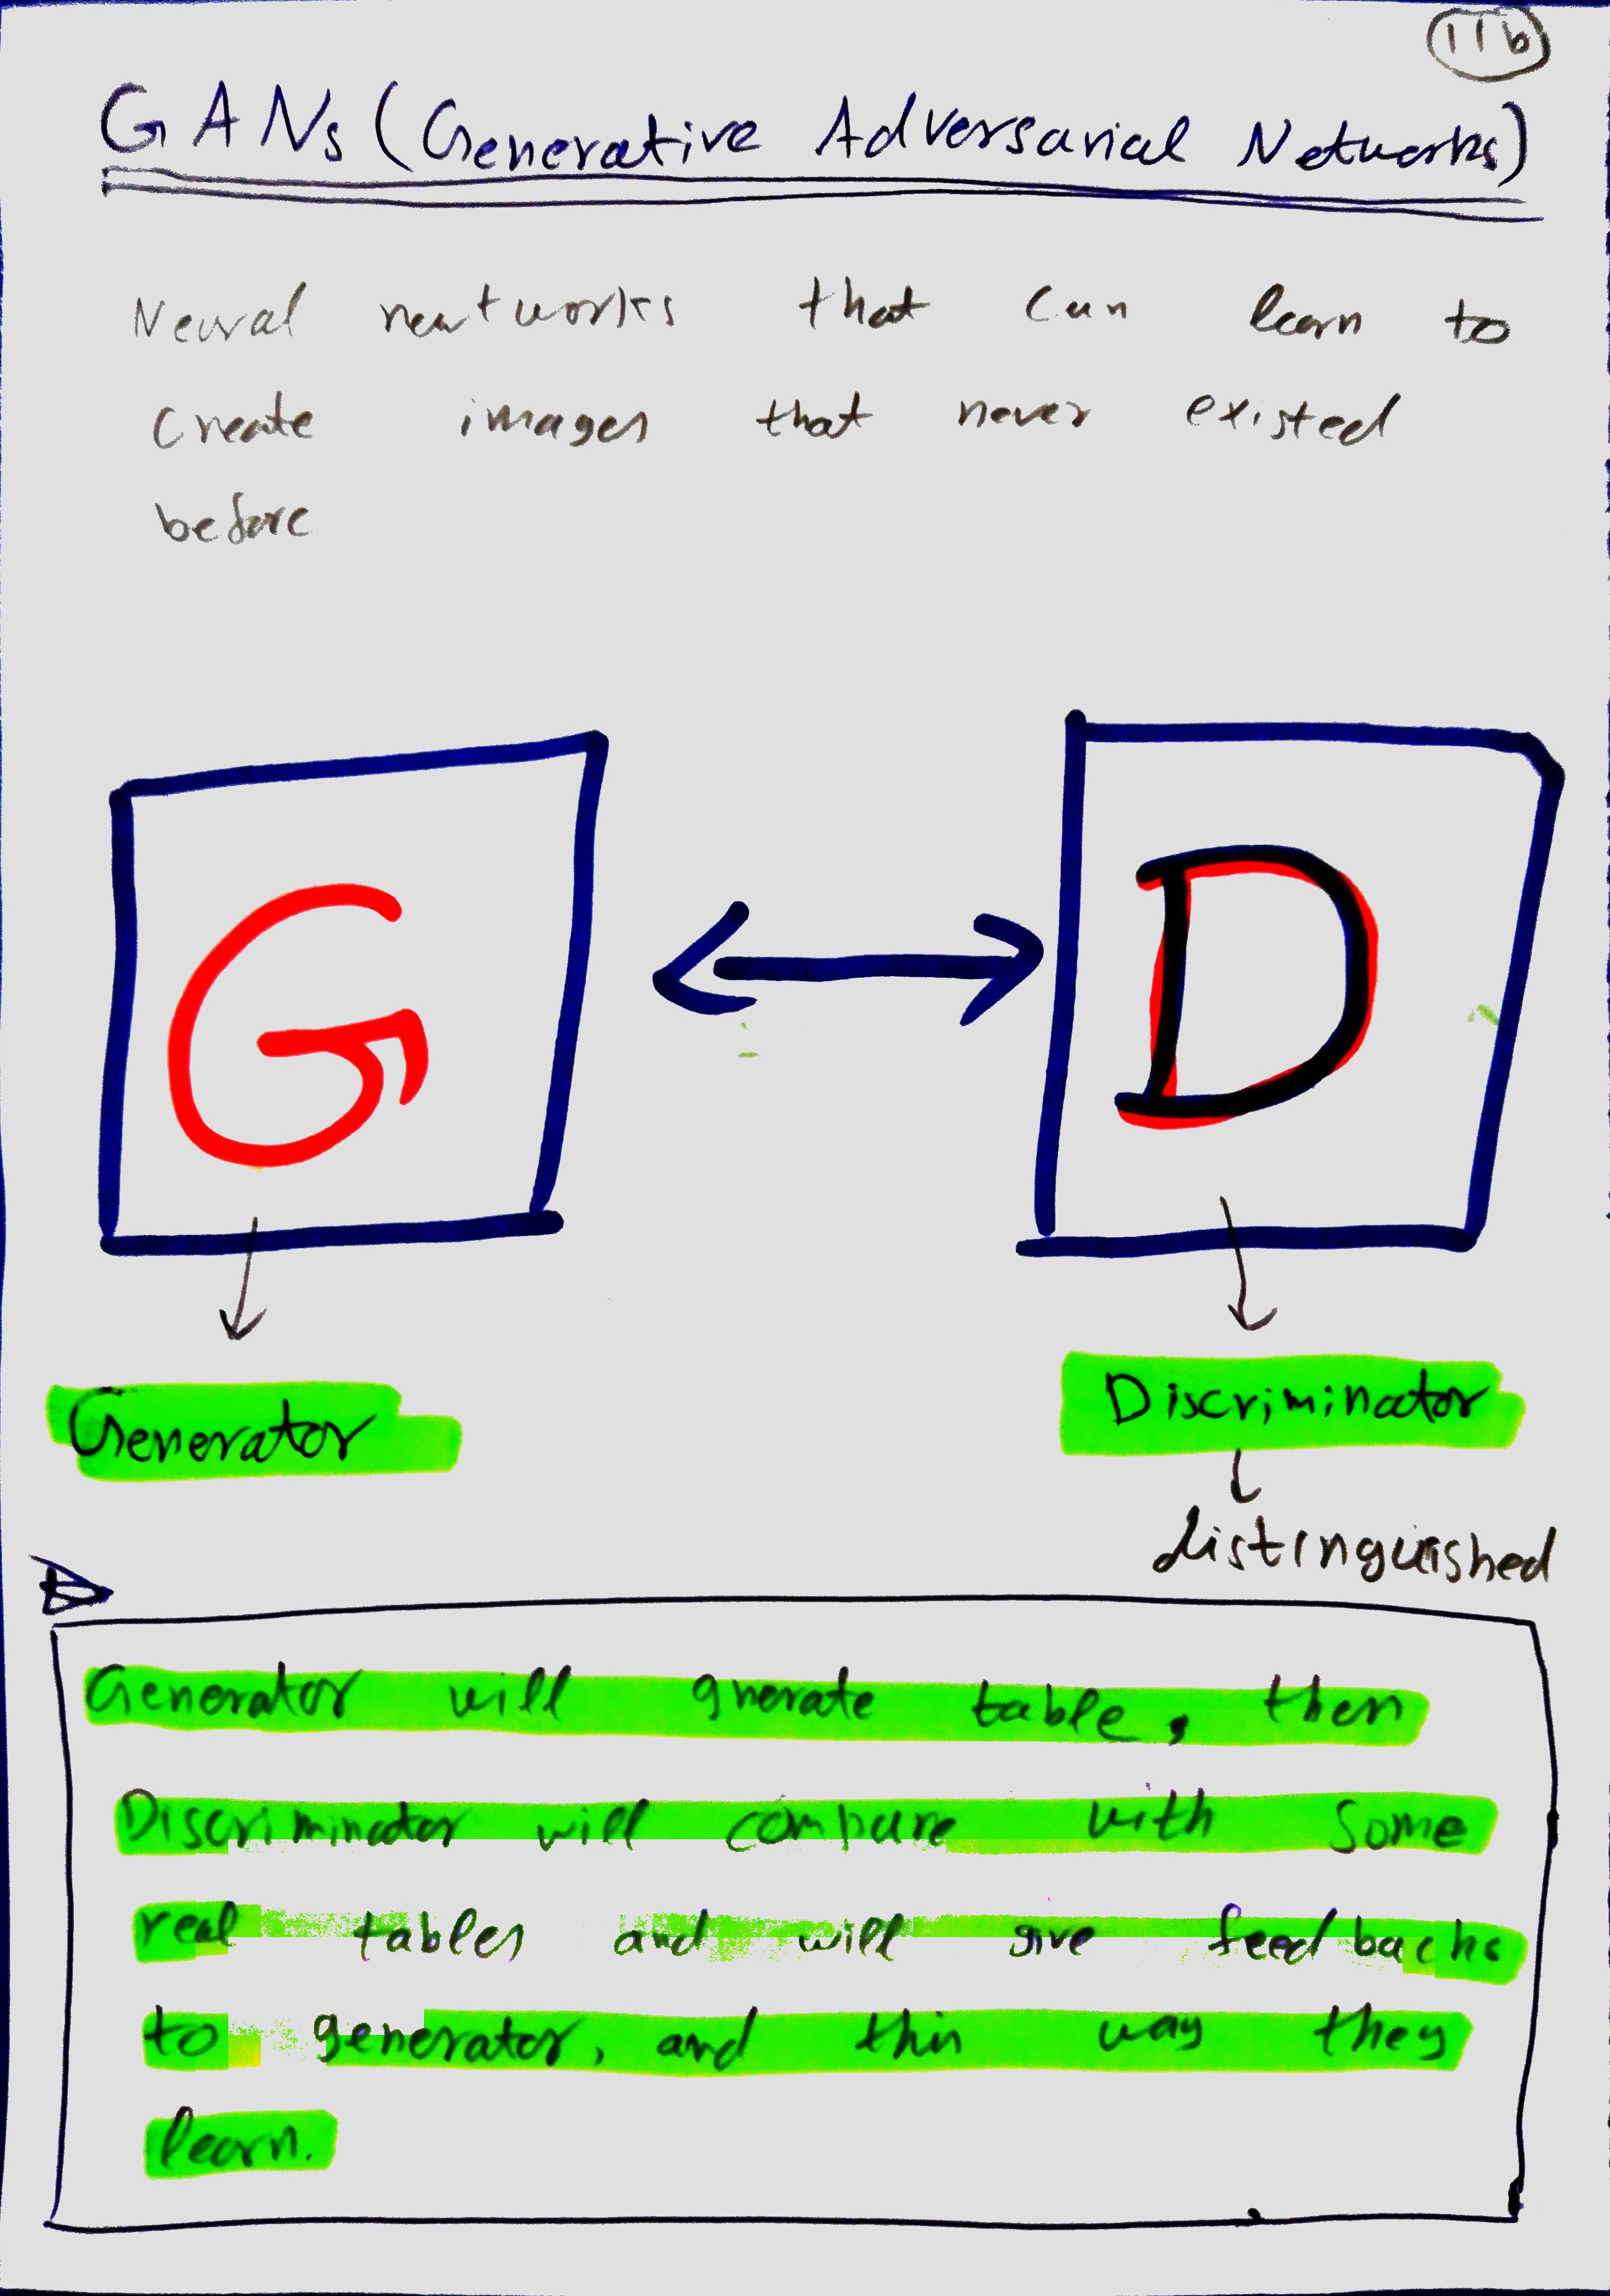 11b
GANs (Generative Adversarial Networks)
Neural neutworks that can learn to
create images that never existed
before
G
D
Generator
Discriminator
distinguished
Generator will gnerate table, then
Discriminator will compare with some
real tables and will give feedbacks
to generator, and this way they
learn.